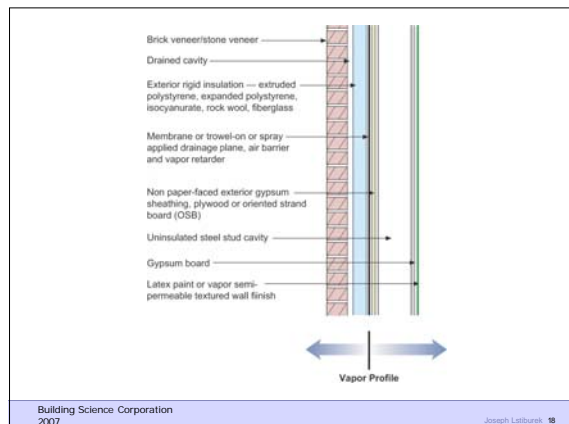 Brick veneer/stone veneer
Drained cavity
Exterior rigid insulation — extruded
polystyrene, expanded polystyrene,
isocyanurate, rock wool, fiberglass
Membrane or trowel-on or spray
applied drainage plane, air barrier
and vapor retarder
Non paper-faced exterior gypsum
sheathing, plywood or oriented strand
board (OSB)
Uninsulated steel stud cavity
Gypsum board
Latex paint or vapor semi-
permeable textured wall fiinish
Vapor Profile
Building Science Corporation
2007
Joseph Lstiburek 18